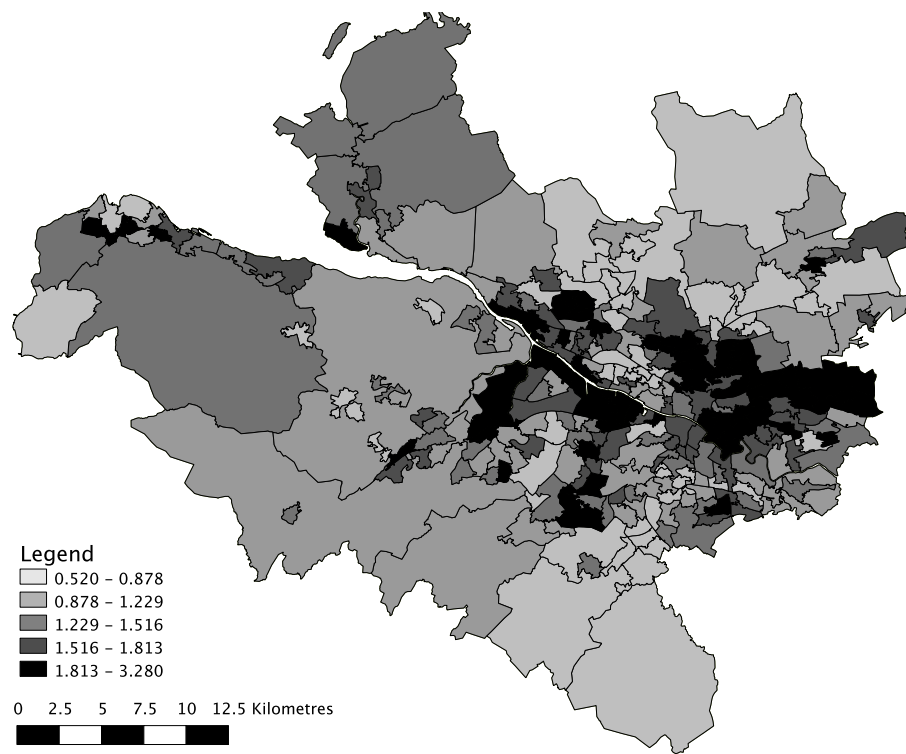 Legend
0.520 – 0.878
0.878 – 1.229
1.229 – 1.516
1.516 – 1.813
1.813 – 3.280
0 2.5 5 7.5 10 12.5 Kilometres